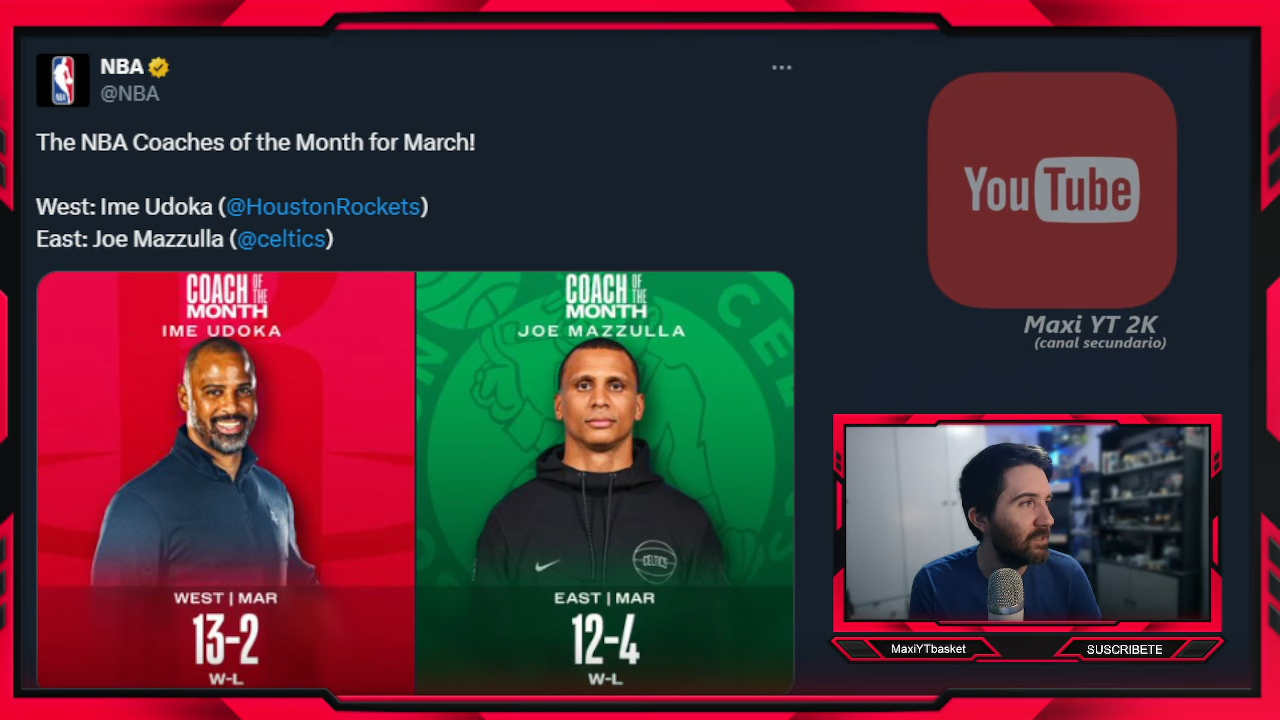 NBA
@NBA
The NBA Coaches of the Month for March!
West: Ime Udoka (@HoustonRockets)
East: Joe Mazzulla (@celtics)
COACH OF THE MONTH
IME UDOKA
WEST | MAR
13-2
W-L
COACH OF THE MONTH
JOE MAZZULLA
CELTICS
EAST | MAR
12-4
W-L
YouTube
Maxi YT 2K
(canal secundario)
MaxiYTbasket
SUSCRIBETE